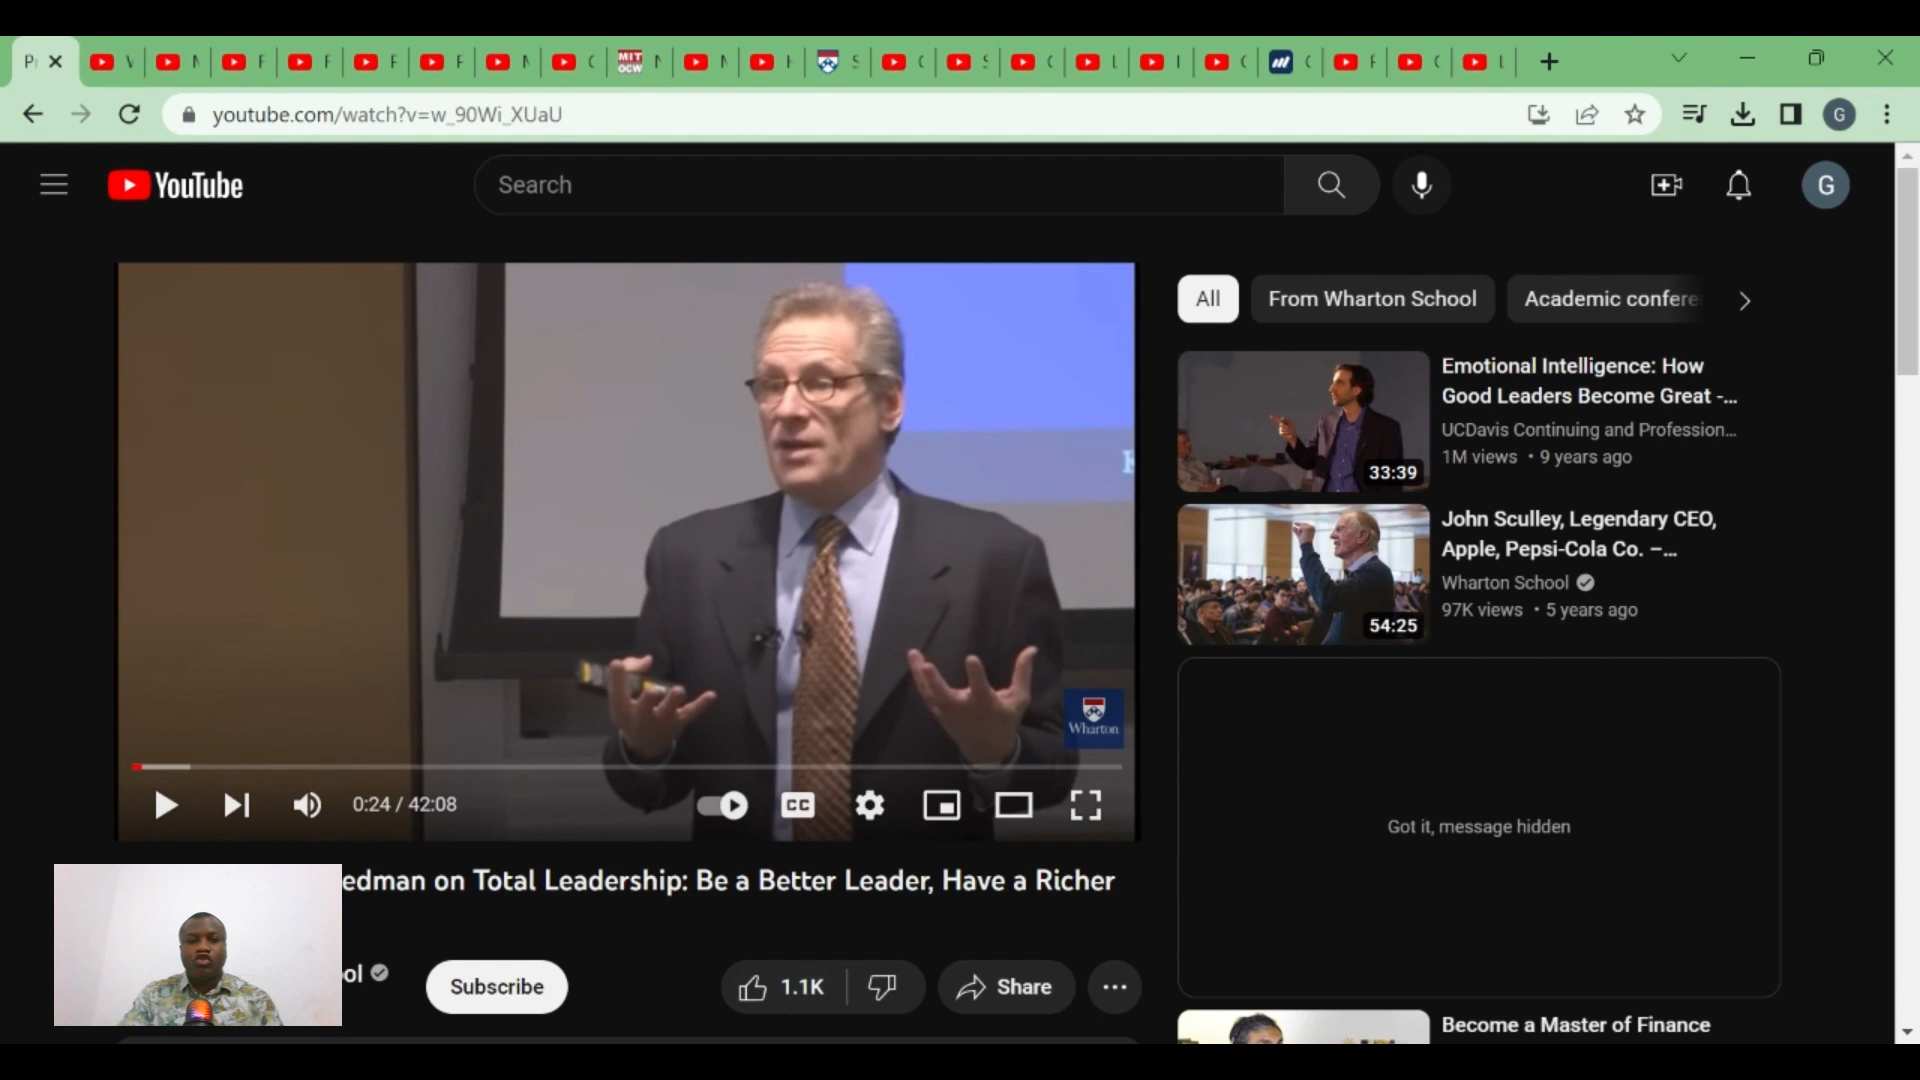 youtube.com/watch?v=w_90Wi_XUaU
G
YouTube
Search
G
All
From Wharton School
Academic confere
Emotional Intelligence: How
Good Leaders Become Great -...
UCDavis Continuing and Profession...
1M views • 9 years ago
33:39
John Sculley, Legendary CEO,
Apple, Pepsi-Cola Co. –...
Wharton School
97K views • 5 years ago
54:25
Wharton
0:24 / 42:08
CC
Got it, message hidden
edman on Total Leadership: Be a Better Leader, Have a Richer
ol
Subscribe
1.1K
Share
...
Become a Master of Finance